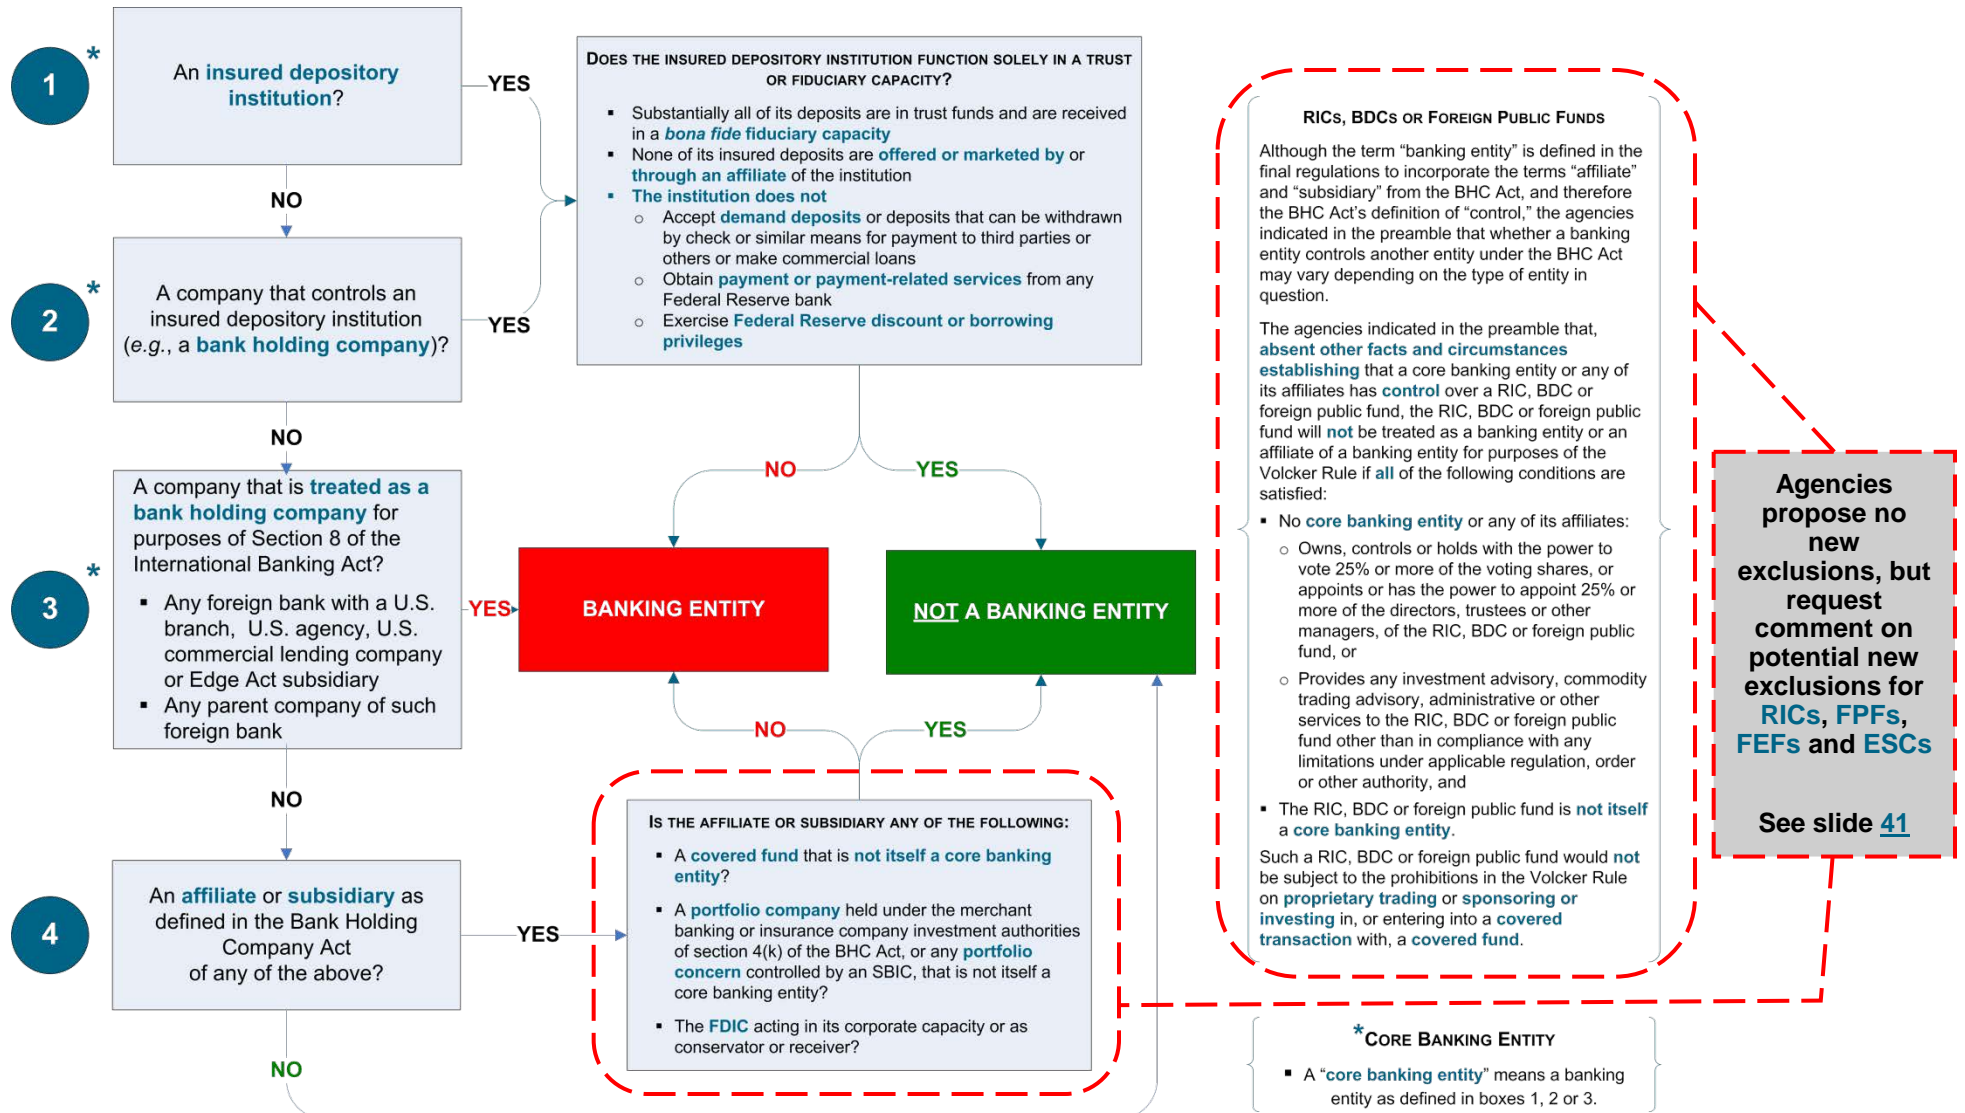 1
*
An insured depository
institution?
YES
NO
2
*
A company that controls an
insured depository institution
(e.g., a bank holding company)?
YES
NO
3
*
A company that is treated as a
bank holding company for
purposes of Section 8 of the
International Banking Act?
▪ Any foreign bank with a U.S.
branch, U.S. agency, U.S.
commercial lending company
or Edge Act subsidiary
▪ Any parent company of such
foreign bank
YES
NO
4
An affiliate or subsidiary as
defined in the Bank Holding
Company Act
of any of the above?
YES
NO
DOES THE INSURED DEPOSITORY INSTITUTION FUNCTION SOLELY IN A TRUST
OR FIDUCIARY CAPACITY?
▪ Substantially all of its deposits are in trust funds and are received
in a bona fide fiduciary capacity
▪ None of its insured deposits are offered or marketed by or
through an affiliate of the institution
▪ The institution does not
○ Accept demand deposits or deposits that can be withdrawn
by check or similar means for payment to third parties or
others or make commercial loans
○ Obtain payment or payment-related services from any
Federal Reserve bank
○ Exercise Federal Reserve discount or borrowing
privileges
NO
YES
BANKING ENTITY
NOT A BANKING ENTITY
NO
YES
IS THE AFFILIATE OR SUBSIDIARY ANY OF THE FOLLOWING:
▪ A covered fund that is not itself a core banking
entity?
▪ A portfolio company held under the merchant
banking or insurance company investment authorities
of section 4(k) of the BHC Act, or any portfolio
concern controlled by an SBIC, that is not itself a
core banking entity?
▪ The FDIC acting in its corporate capacity or as
conservator or receiver?
RICS, BDCS OR FOREIGN PUBLIC FUNDS
Although the term “banking entity” is defined in the
final regulations to incorporate the terms “affiliate”
and “subsidiary” from the BHC Act, and therefore
the BHC Act’s definition of “control,” the agencies
indicated in the preamble that whether a banking
entity controls another entity under the BHC Act
may vary depending on the type of entity in
question.
The agencies indicated in the preamble that,
absent other facts and circumstances
establishing that a core banking entity or any of
its affiliates has control over a RIC, BDC or
foreign public fund, the RIC, BDC or foreign public
fund will not be treated as a banking entity or an
affiliate of a banking entity for purposes of the
Volcker Rule if all of the following conditions are
satisfied:
▪ No core banking entity or any of its affiliates:
○ Owns, controls or holds with the power to
vote 25% or more of the voting shares, or
appoints or has the power to appoint 25% or
more of the directors, trustees or other
managers, of the RIC, BDC or foreign public
fund, or
○ Provides any investment advisory, commodity
trading advisory, administrative or other
services to the RIC, BDC or foreign public
fund other than in compliance with any
limitations under applicable regulation, order
or other authority, and
▪ The RIC, BDC or foreign public fund is not itself
a core banking entity.
Such a RIC, BDC or foreign public fund would not
be subject to the prohibitions in the Volcker Rule
on proprietary trading or sponsoring or
investing in, or entering into a covered
transaction with, a covered fund.
Agencies
propose no
new
exclusions, but
request
comment on
potential new
exclusions for
RICs, FPFs,
FEFs and ESCs
See slide 41
*CORE BANKING ENTITY
▪ A “core banking entity” means a banking
entity as defined in boxes 1, 2 or 3.